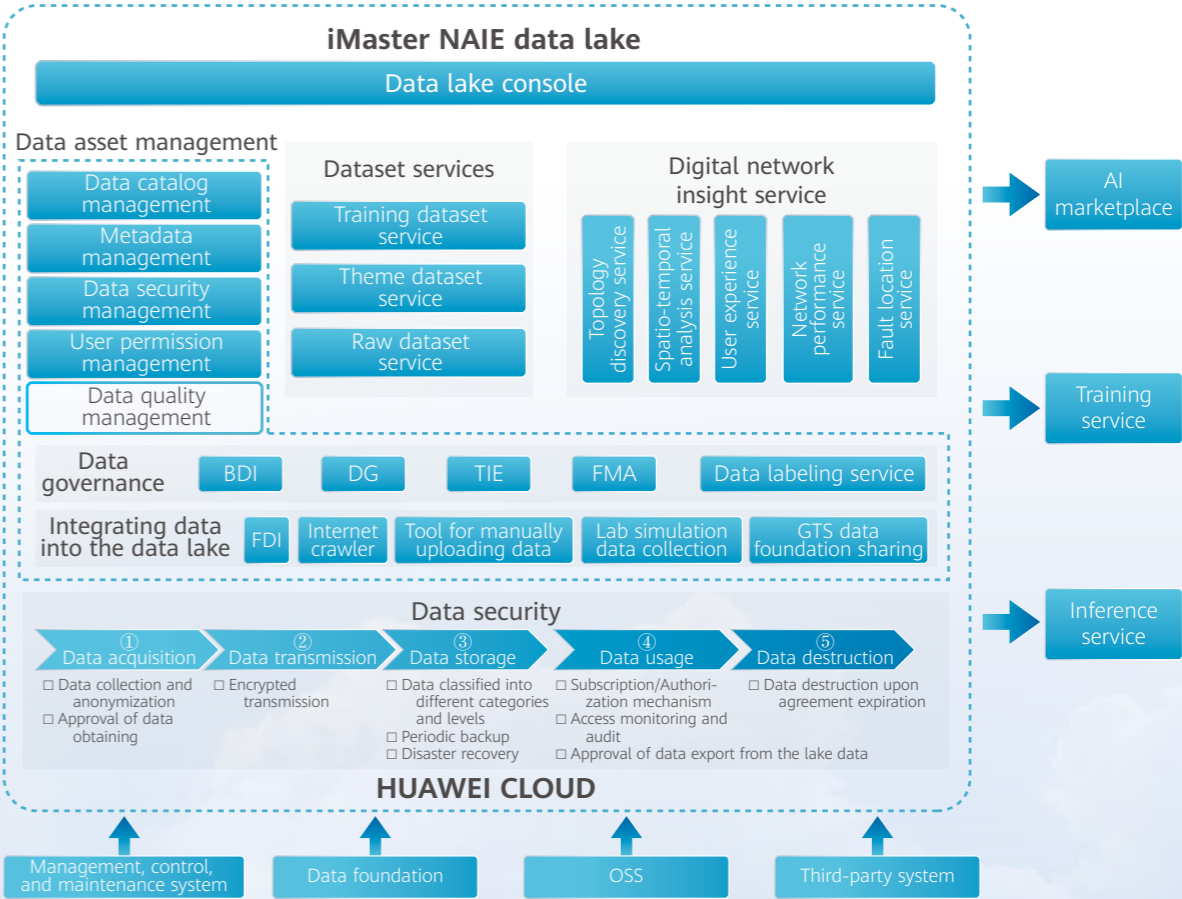 iMaster NAIE data lake
Data lake console
Data asset management
Data catalog
management
Metadata
management
Data security
management
User permission
management
Data quality
management
Dataset services
Training dataset
service
Theme dataset
service
Raw dataset
service
Digital network
insight service
Topology
discovery service
Spatio-temporal
analysis service
User experience
service
Network
performance
service
Fault location
service
AI
marketplace
Training
service
Inference
service
Data
governance
BDI
DG
TIE
FMA
Data labeling service
Integrating data
into the data lake
FDI
Internet
crawler
Tool for manually
uploading data
Lab simulation
data collection
GTS data
foundation sharing
Data security
①
Data acquisition
②
Data transmission
③
Data storage
④
Data usage
⑤
Data destruction
□ Data collection and
anonymization
□ Approval of data
obtaining
□ Encrypted
transmission
□ Data classified into
different categories
and levels
□ Periodic backup
□ Disaster recovery
□ Subscription/Authori-
zation mechanism
□ Access monitoring and
audit
□ Approval of data export from the lake data
□ Data destruction upon
agreement expiration
HUAWEI CLOUD
Management, control,
and maintenance system
Data foundation
OSS
Third-party system